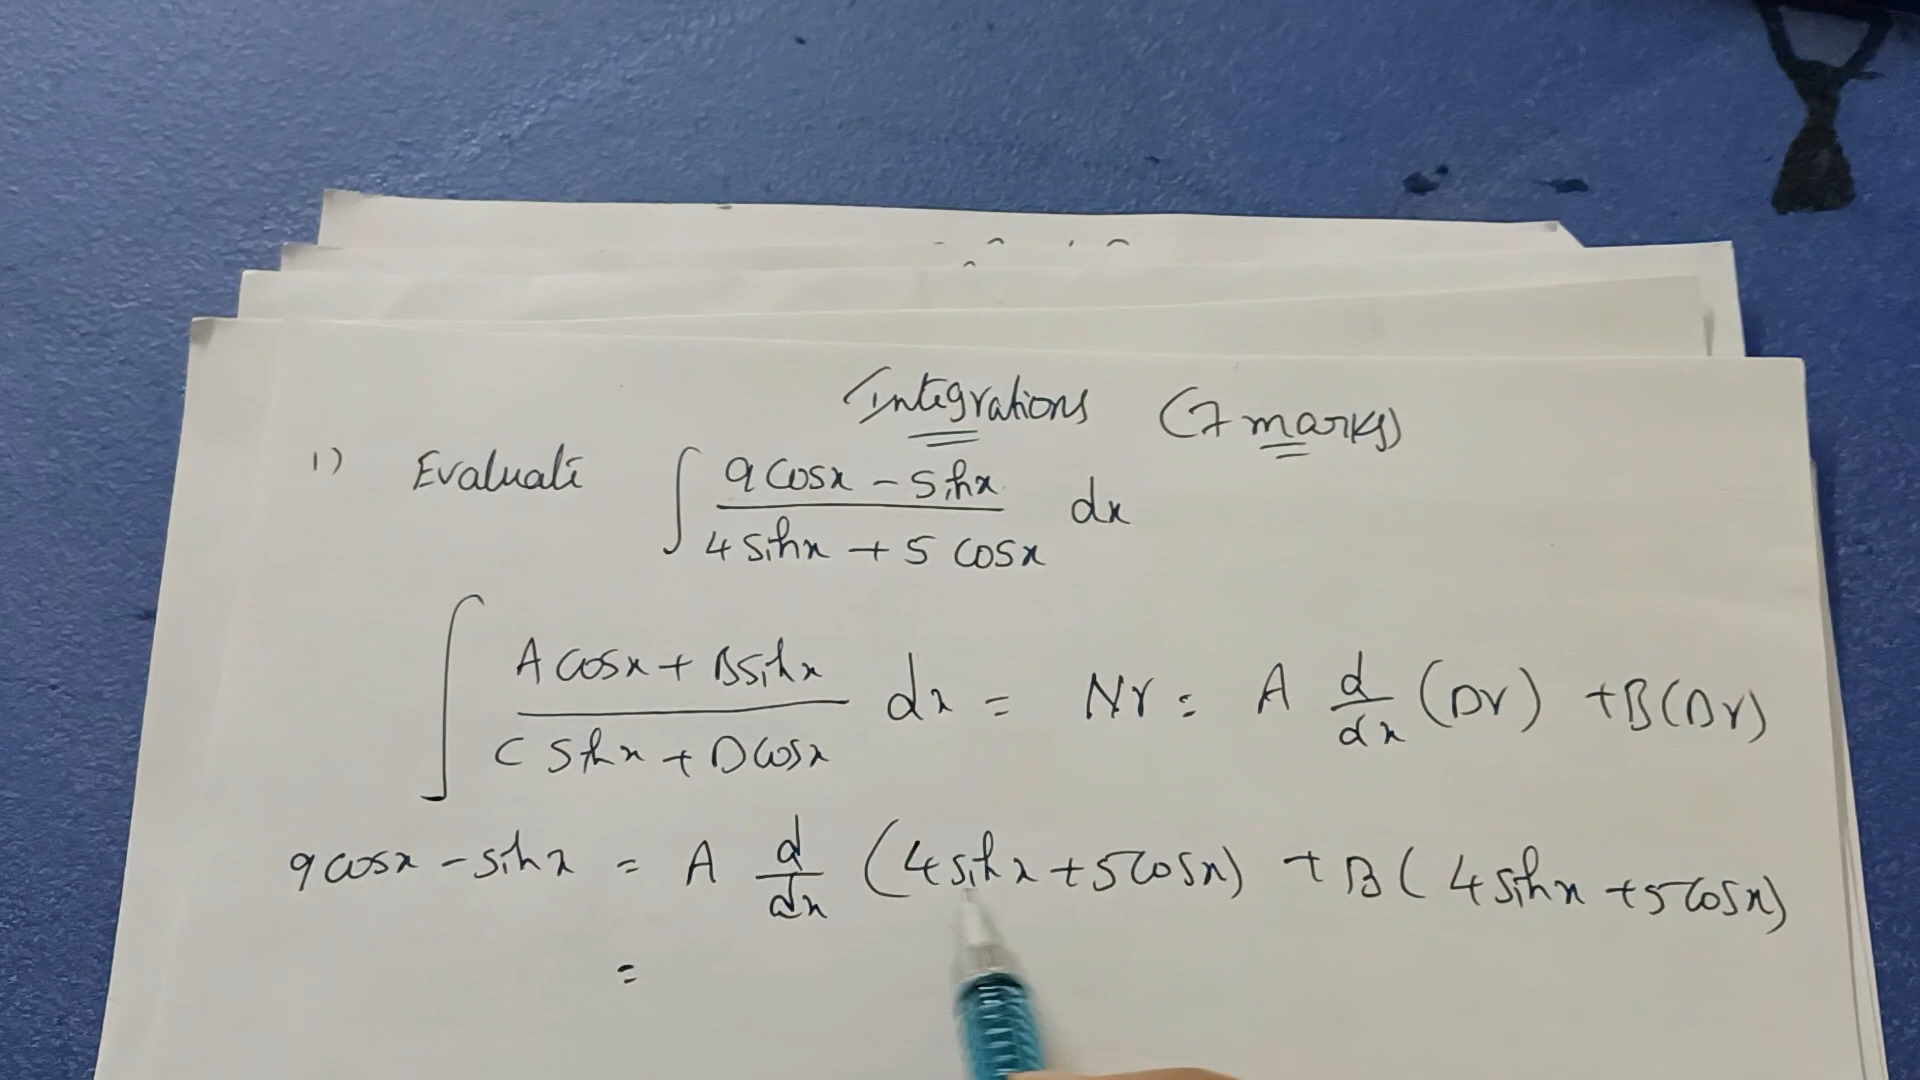 Integrations (7 marks)
1) Evaluate ∫ (9 cosx - sinx)/(4 sinx + 5 cosx) dx
∫ (A cosx + B sinx)/(C sinx + D cosx) dx = Nr = A d/dx (Dr) + B(Dr)
9 cosx - sinx = A d/dx (4 sinx + 5 cosx) + B ( 4 sinx + 5 cosx)
=